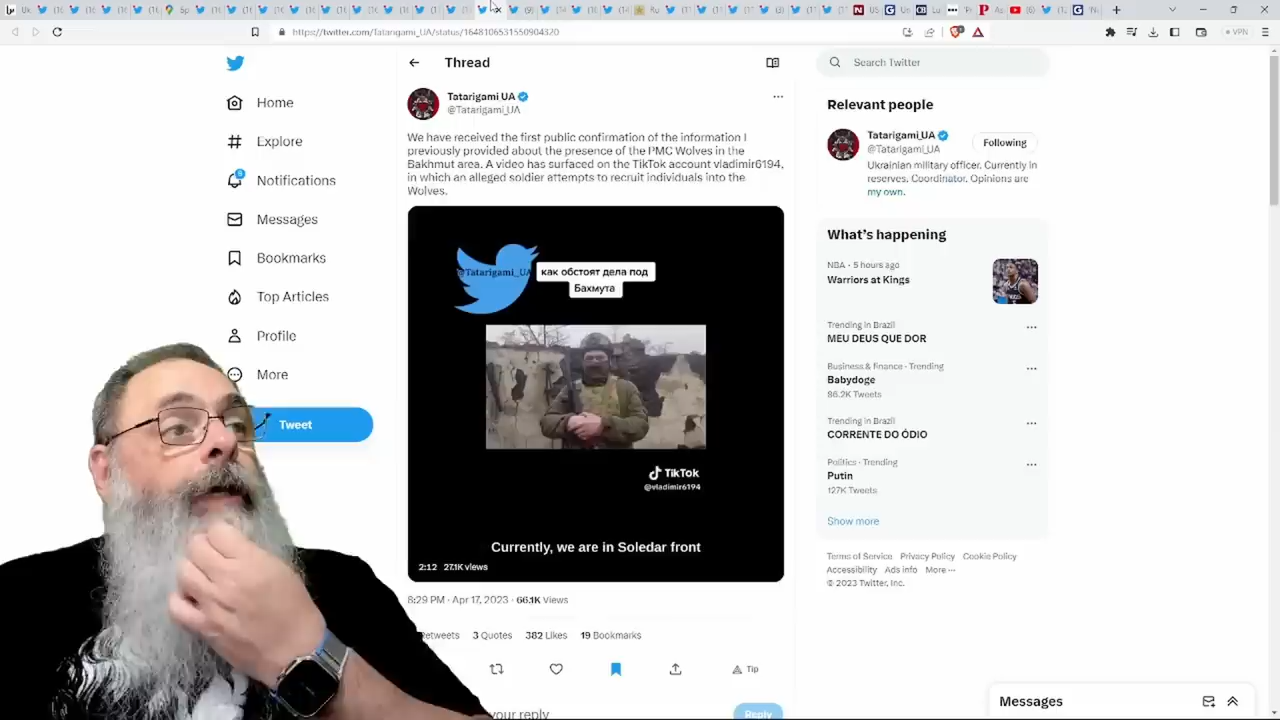 https://twitter.com/Tatarigami_UA/status/1648106531550904320
VPN
Home
Explore
Notifications
Messages
Bookmarks
Top Articles
Profile
More
Tweet
Thread
Tatarigami UA
@Tatarigami_UA
We have received the first public confirmation of the information I
previously provided about the presence of the PMC Wolves in the
Bakhmut area. A video has surfaced on the TikTok account vladimir6194,
in which an alleged soldier attempts to recruit individuals into the
Wolves.
@Tatarigami_UA
как обстоят дела под
Бахмута
TikTok
@vladimir6194
Currently, we are in Soledar front
2:12 27.1K views
8:29 PM · Apr 17, 2023 · 66.1K Views
Retweets 3 Quotes 382 Likes 19 Bookmarks
Tip
your reply
Reply
Search Twitter
Relevant people
Tatarigami_UA
@Tatarigami_UA
Following
Ukrainian military officer. Currently in
reserves. Coordinator. Opinions are
my own.
What's happening
NBA · 5 hours ago
Warriors at Kings
Trending in Brazil
MEU DEUS QUE DOR
Business & finance · Trending
Babydoge
Tweets
Trending in Brazil
CORRENTE DO ÓDIO
Politics · Trending
Putin
127K Tweets
Show more
Terms of Service Privacy Policy Cookie Policy
Accessibility Ads info More ···
© 2023 Twitter, Inc.
Messages